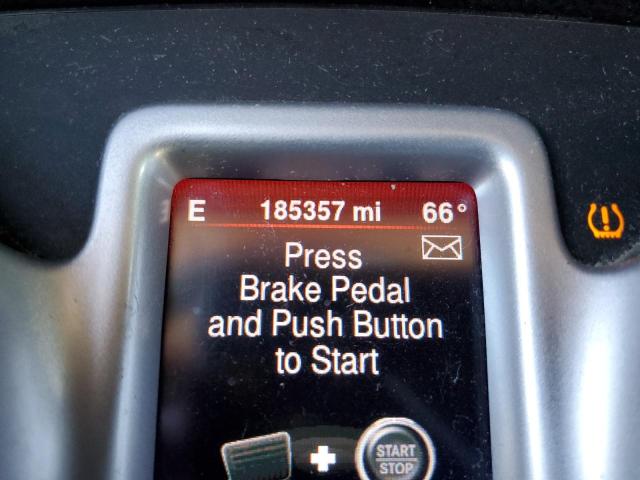 E 185357 mi 66°
Press
Brake Pedal
and Push Button
to Start
START
STOP